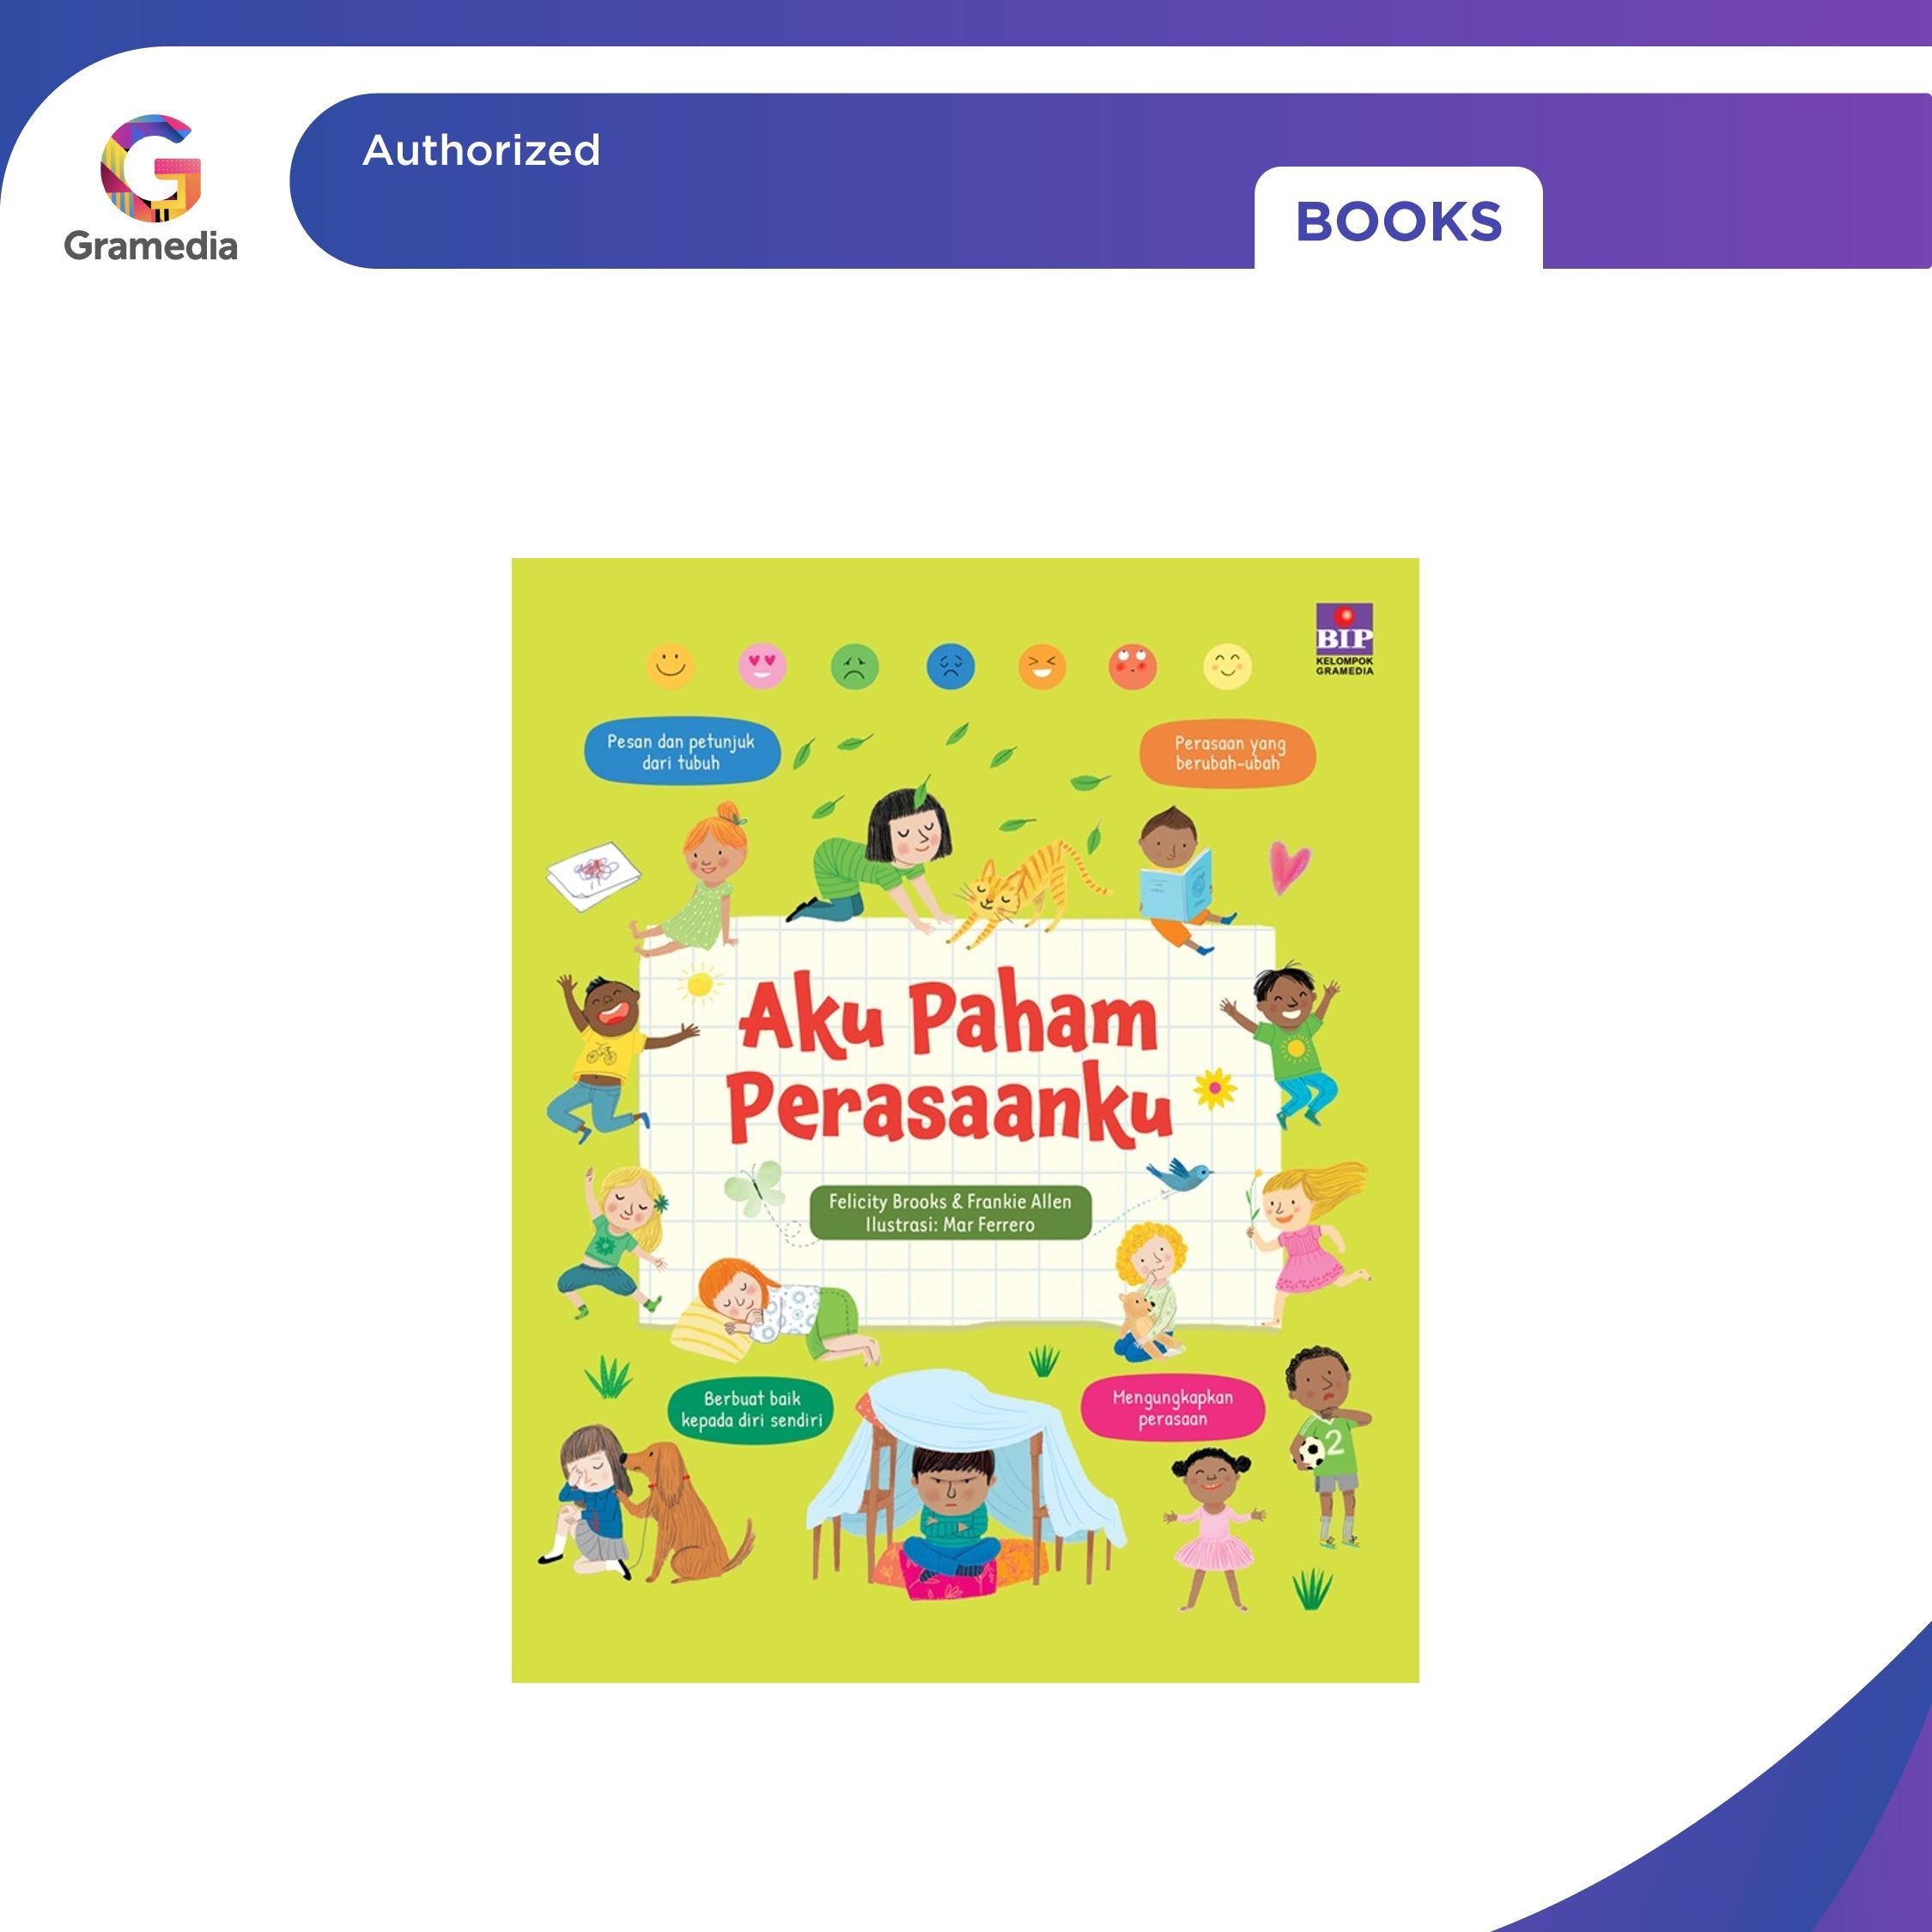 Authorized
Gramedia
BOOKS
BIP
KELOMPOK
GRAMEDIA
Pesan dan petunjuk
dari tubuh
Perasaan yang
berubah-ubah
Aku Paham
Perasaanku
Felicity Brooks & Frankie Allen
Ilustrasi: Mar Ferrero
Berbuat baik
kepada diri sendiri
Mengungkapkan
perasaan
2